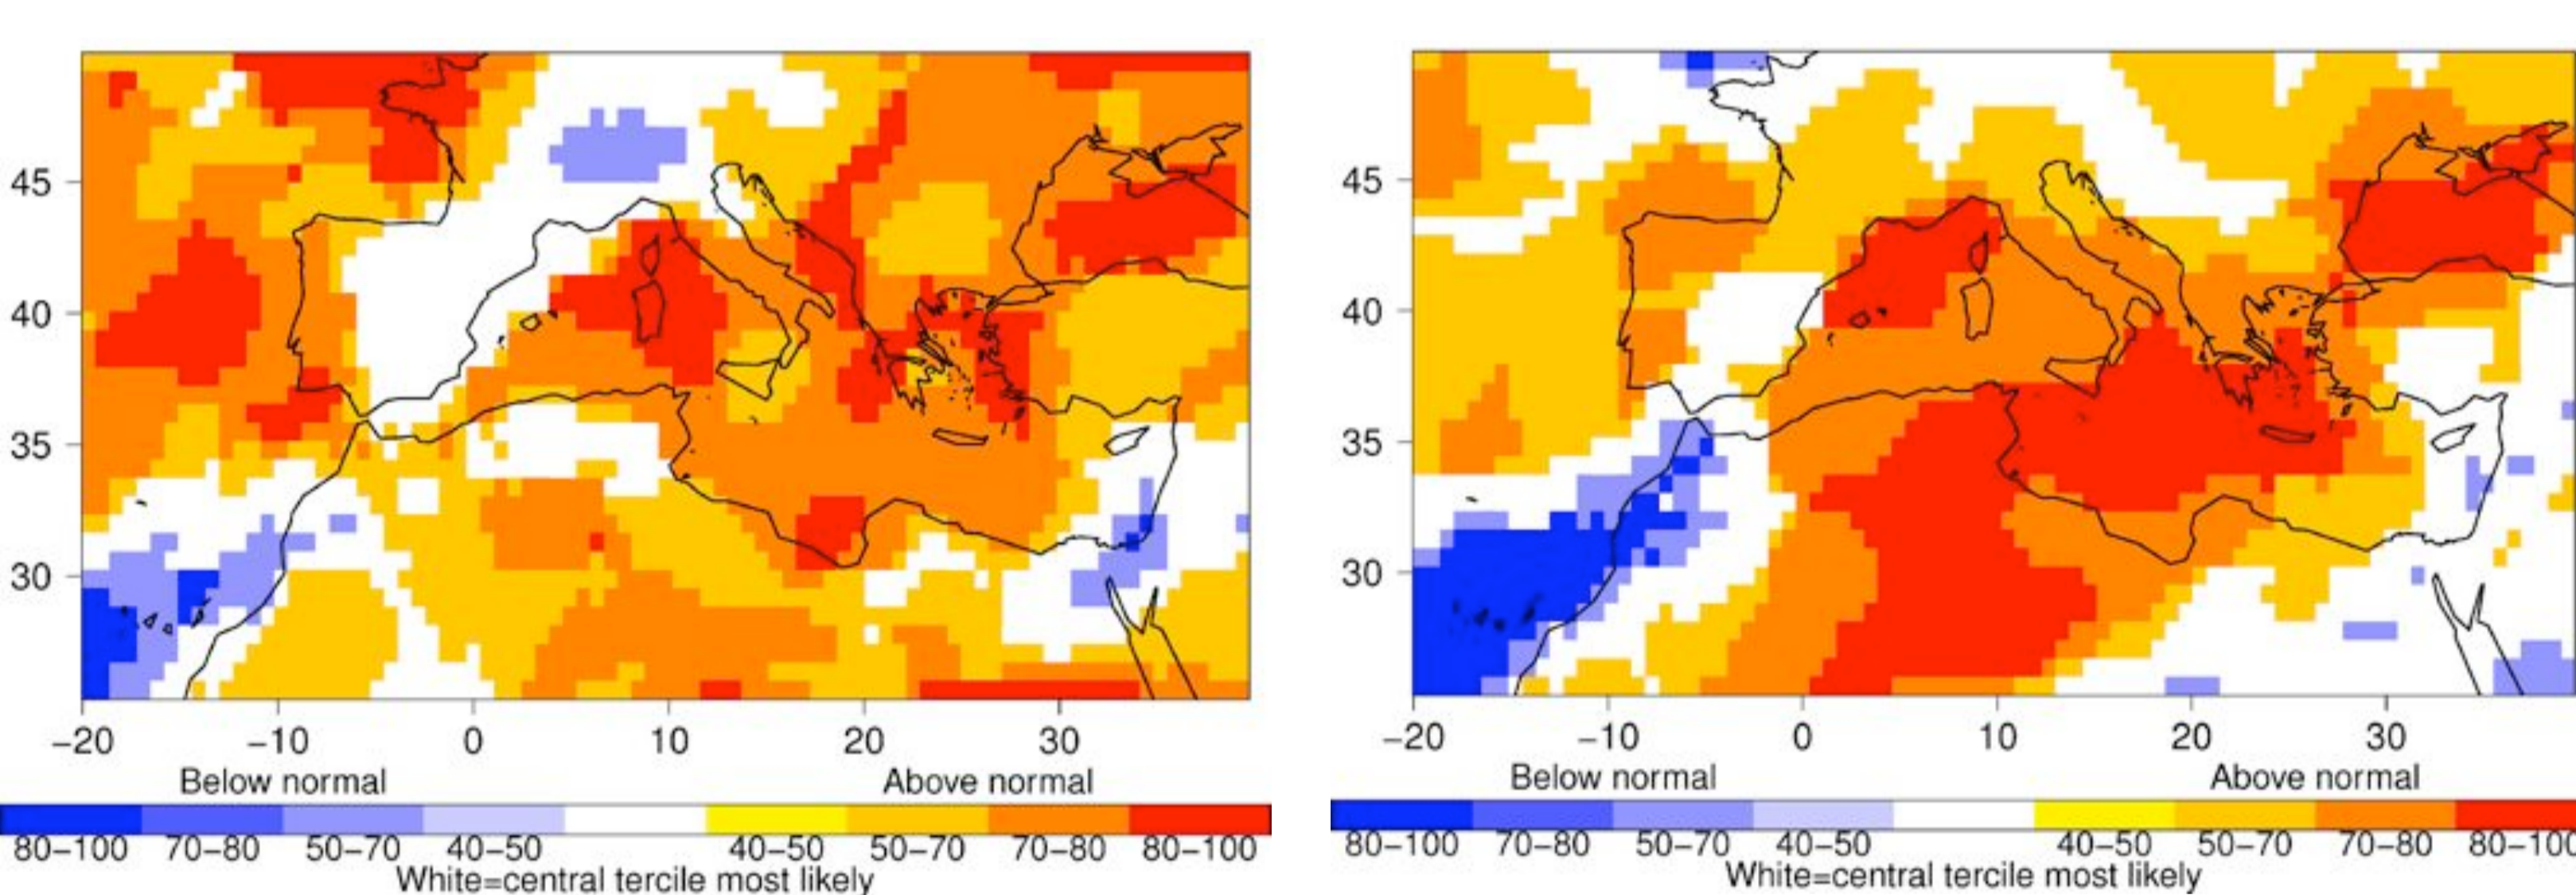 45
40
35
30
−20 −10 0 10 20 30
Below normal Above normal
80−100 70−80 50−70 40−50 40−50 50−70 70−80 80−100
White=central tercile most likely
45
40
35
30
−20 −10 0 10 20 30
Below normal Above normal
80−100 70−80 50−70 40−50 40−50 50−70 70−80 80−100
White=central tercile most likely